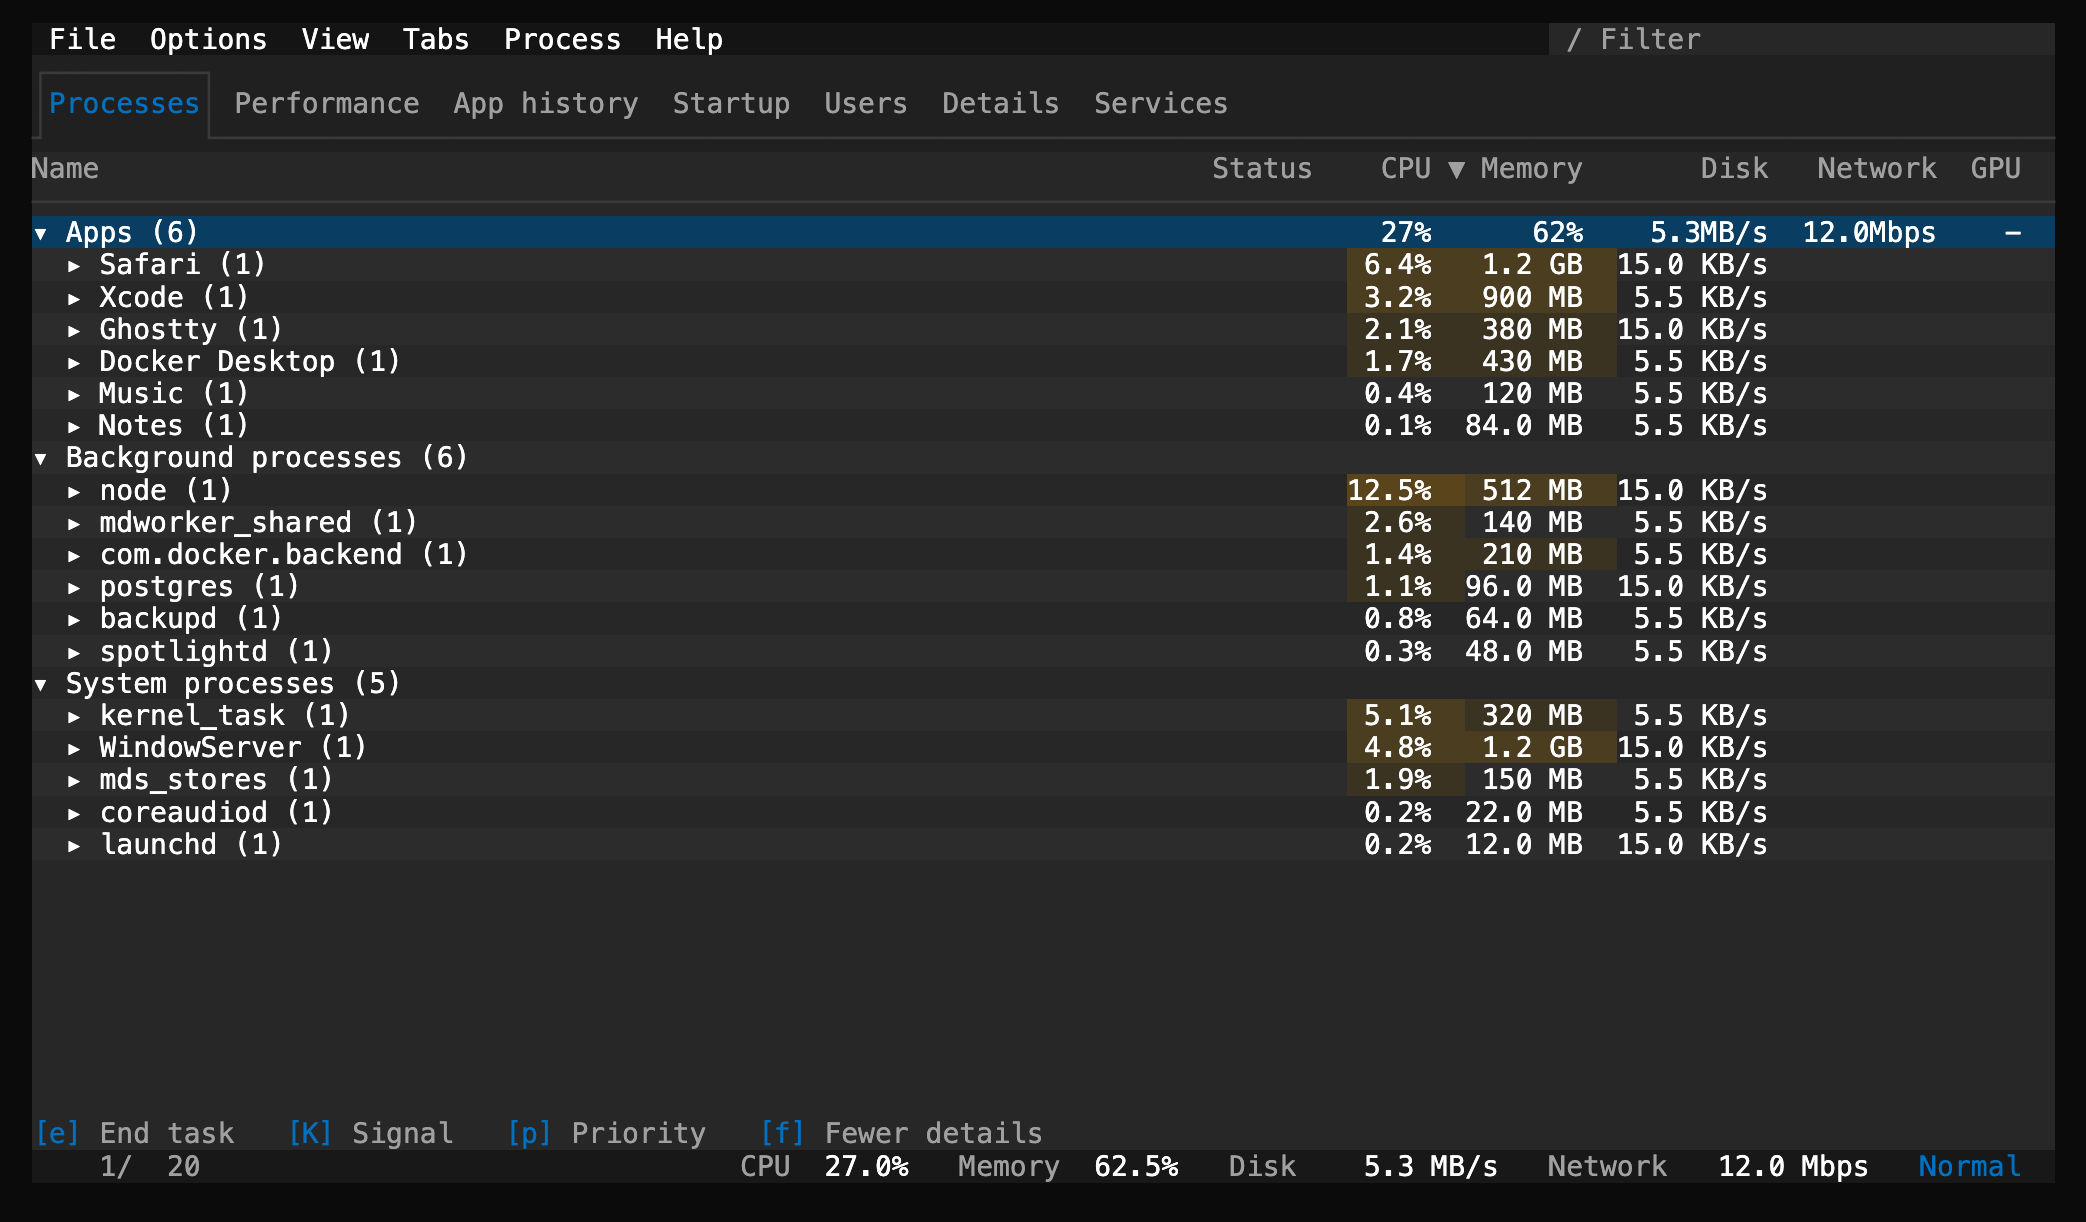 File  Options  View  Tabs  Process  Help  / Filter
Processes  Performance  App history  Startup  Users  Details  Services
Name  Status  CPU ▼ Memory  Disk  Network  GPU
▾ Apps (6)  27%  62%  5.3MB/s  12.0Mbps  –
▸ Safari (1)  6.4%  1.2 GB  15.0 KB/s
▸ Xcode (1)  3.2%  900 MB  5.5 KB/s
▸ Ghostty (1)  2.1%  380 MB  15.0 KB/s
▸ Docker Desktop (1)  1.7%  430 MB  5.5 KB/s
▸ Music (1)  0.4%  120 MB  5.5 KB/s
▸ Notes (1)  0.1%  84.0 MB  5.5 KB/s
▾ Background processes (6)
▸ node (1)  12.5%  512 MB  15.0 KB/s
▸ mdworker_shared (1)  2.6%  140 MB  5.5 KB/s
▸ com.docker.backend (1)  1.4%  210 MB  5.5 KB/s
▸ postgres (1)  1.1%  96.0 MB  15.0 KB/s
▸ backupd (1)  0.8%  64.0 MB  5.5 KB/s
▸ spotlightd (1)  0.3%  48.0 MB  5.5 KB/s
▾ System processes (5)
▸ kernel_task (1)  5.1%  320 MB  5.5 KB/s
▸ WindowServer (1)  4.8%  1.2 GB  15.0 KB/s
▸ mds_stores (1)  1.9%  150 MB  5.5 KB/s
▸ coreaudiod (1)  0.2%  22.0 MB  5.5 KB/s
▸ launchd (1)  0.2%  12.0 MB  15.0 KB/s
[e] End task  [K] Signal  [p] Priority  [f] Fewer details
1/  20  CPU  27.0%  Memory  62.5%  Disk  5.3 MB/s  Network  12.0 Mbps  Normal